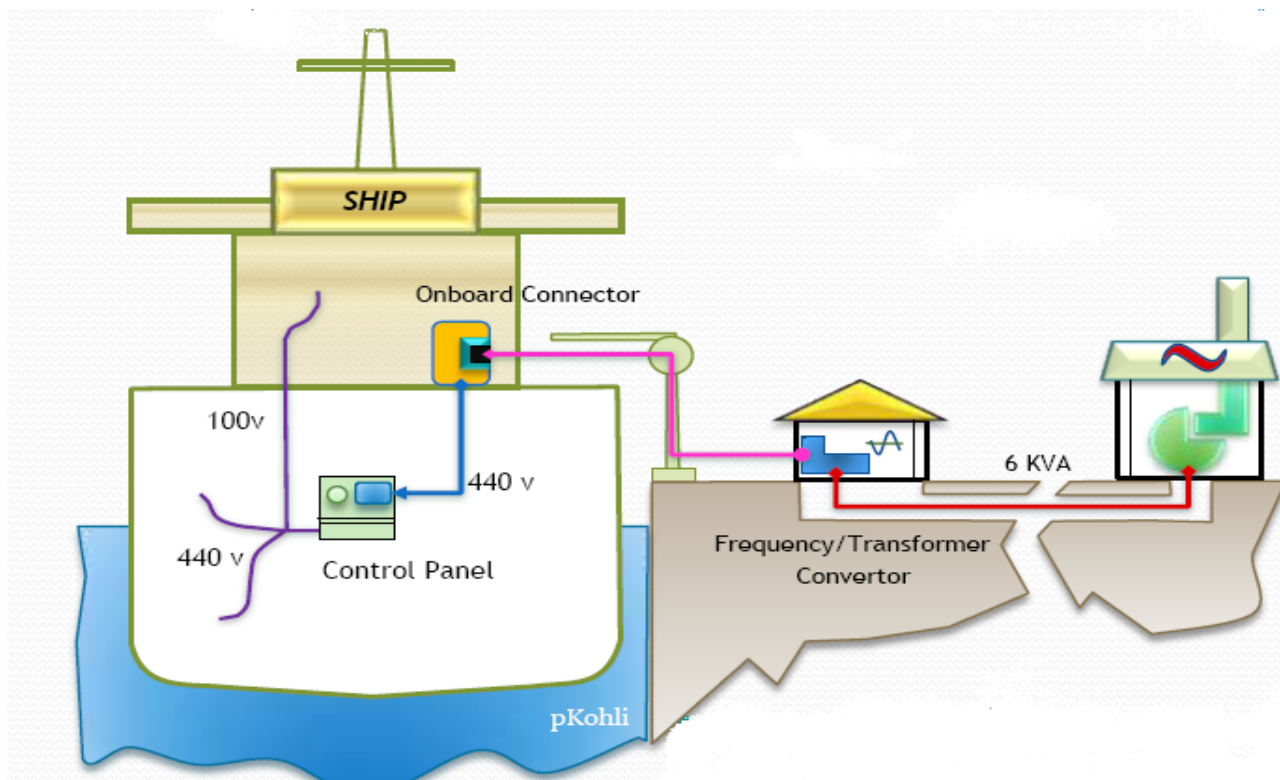 SHIP
Onboard Connector
100v
440 v
6 KVA
440 v
Control Panel
Frequency/Transformer
Convertor
pKohli